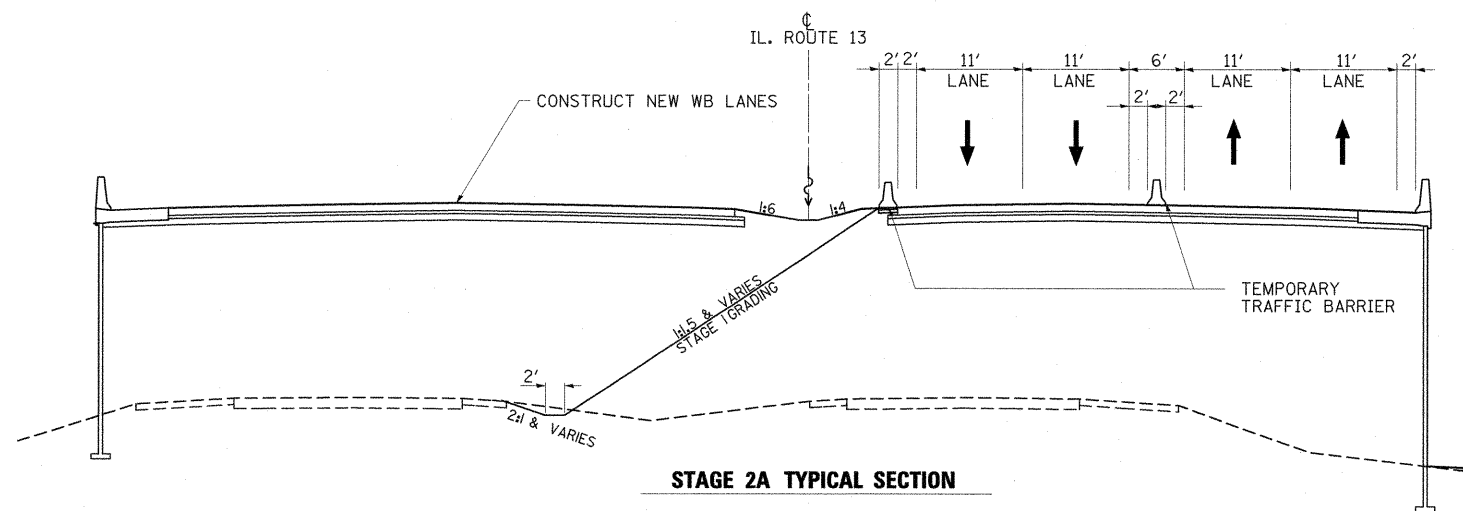 ℄
IL. ROUTE 13
2' 2' 11' 11' 6' 11' 11' 2'
LANE LANE LANE LANE
2' 2'
CONSTRUCT NEW WB LANES
1:6 1:4
TEMPORARY
TRAFFIC BARRIER
1:1.5 & VARIES
STAGE 1 GRADING
2'
2:1 & VARIES
STAGE 2A TYPICAL SECTION